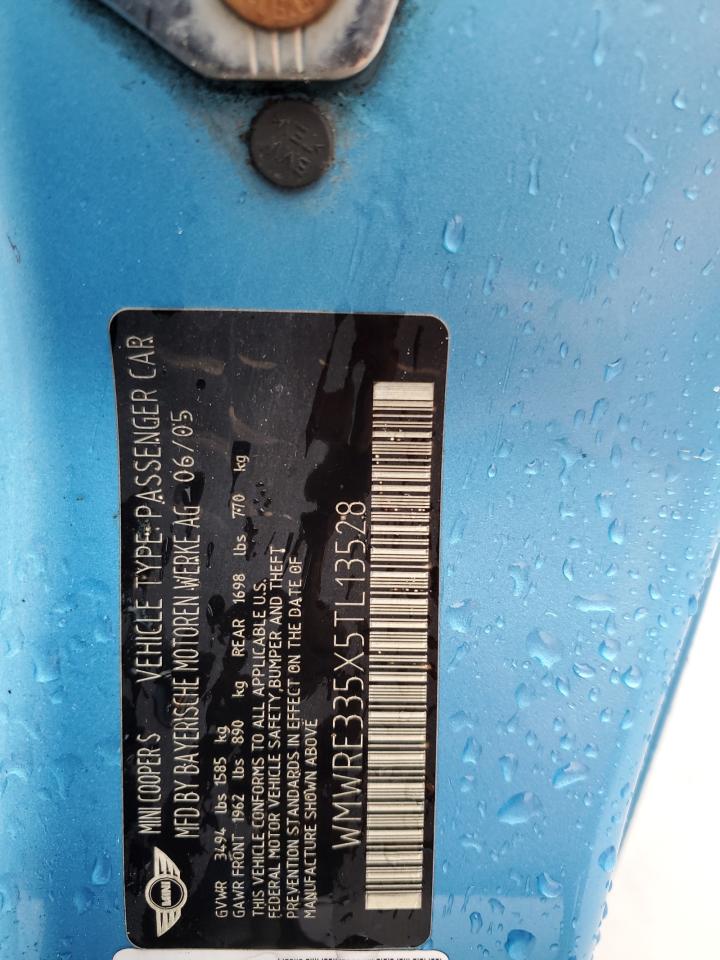 MINI
MINI COOPER S VEHICLE TYPE:PASSENGER CAR
MFD BY BAYERISCHE MOTOREN WERKE AG 06/05
GVWR 3494 lbs 1585 kg
GAWR FRONT 1962 lbs 890 kg REAR 1698 lbs 770 kg
THIS VEHICLE CONFORMS TO ALL APPLICABLE U.S.
FEDERAL MOTOR VEHICLE SAFETY,BUMPER AND THEFT
PREVENTION STANDARDS IN EFFECT ON THE DATE OF
MANUFACTURE SHOWN ABOVE
WMWRE335X5TL13528